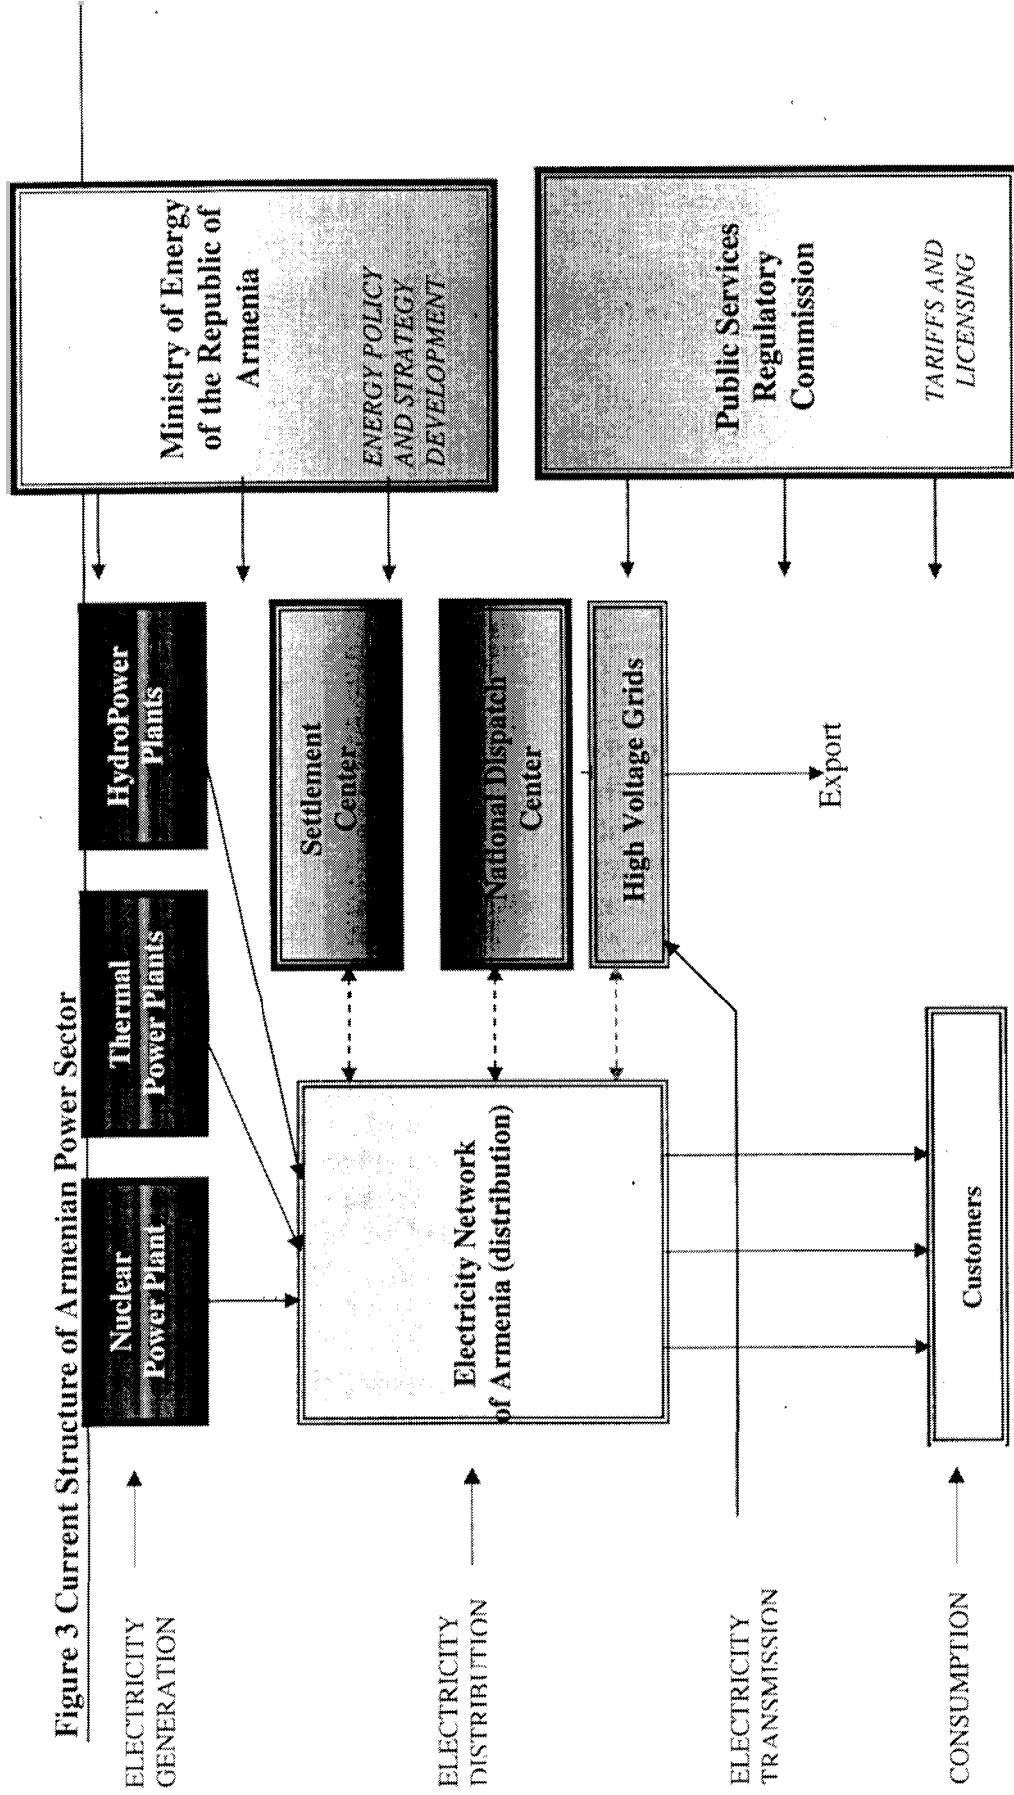 Figure 3 Current Structure of Armenian Power Sector
ELECTRICITY
GENERATION
Nuclear
Power Plant
Thermal
Power Plants
HydroPower
Plants
Ministry of Energy
of the Republic of
Armenia
ENERGY POLICY
AND STRATEGY
DEVELOPMENT
Settlement
Center
ELECTRICITY
DISTRIBUTION
Electricity Network
of Armenia (distribution)
National Dispatch
Center
High Voltage Grids
Public Services
Regulatory
Commission
TARIFFS AND
LICENSING
ELECTRICITY
TRANSMISSION
Export
CONSUMPTION
Customers